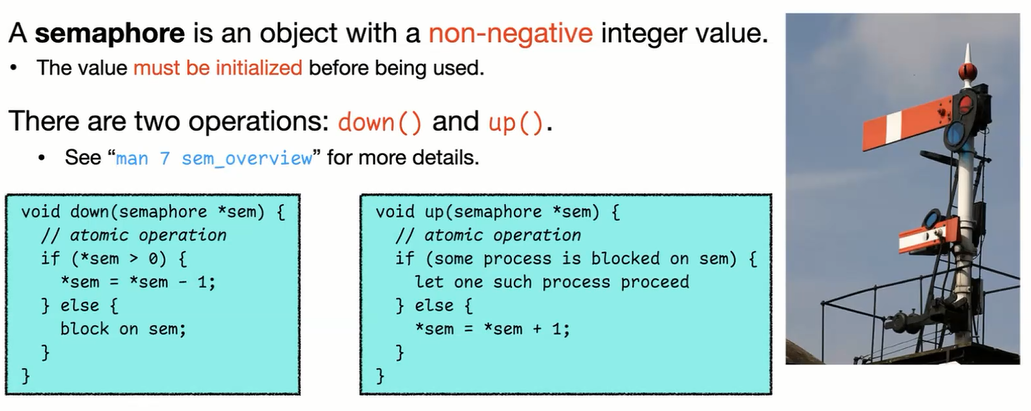 A semaphore is an object with a non-negative integer value.
• The value must be initialized before being used.
There are two operations: down() and up().
• See “man 7 sem_overview” for more details.
void down(semaphore *sem) {
  // atomic operation
  if (*sem > 0) {
    *sem = *sem - 1;
  } else {
    block on sem;
  }
}
void up(semaphore *sem) {
  // atomic operation
  if (some process is blocked on sem) {
    let one such process proceed
  } else {
    *sem = *sem + 1;
  }
}